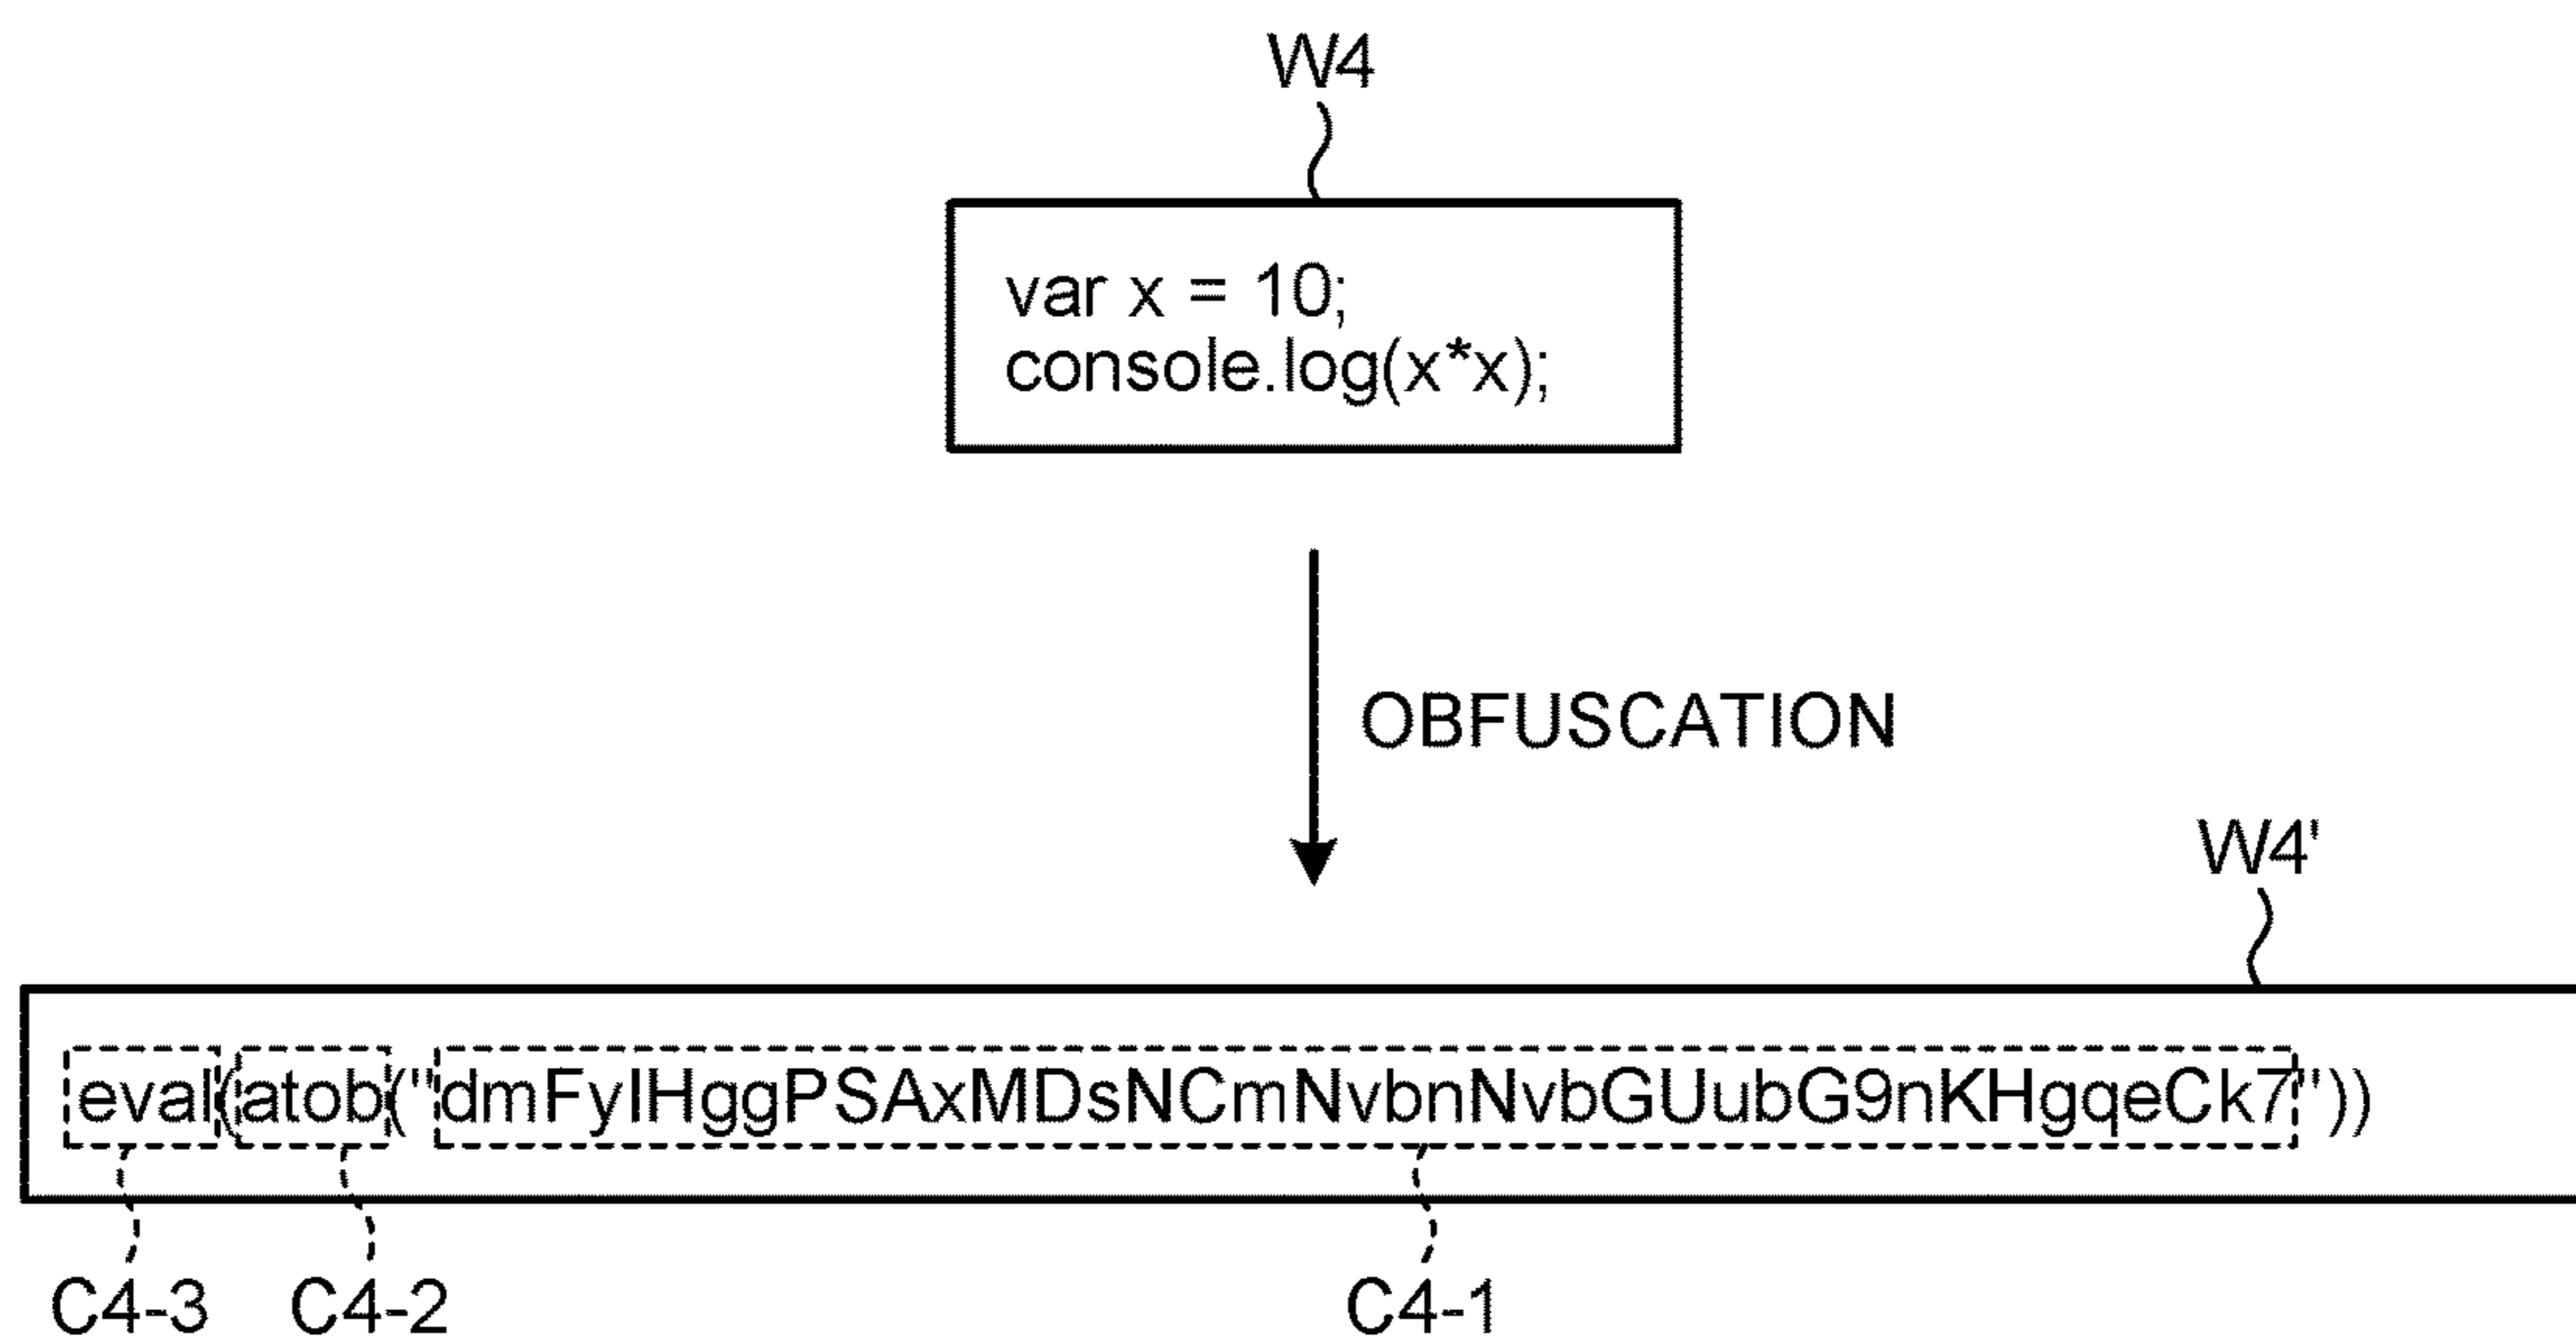 W4
var x = 10;
console.log(x*x);
OBFUSCATION
W4'
eval(atob("dmFyIHggPSAxMDsNCmNvbnNvbGUubG9nKHgqeCk7"))
C4-3 C4-2 C4-1